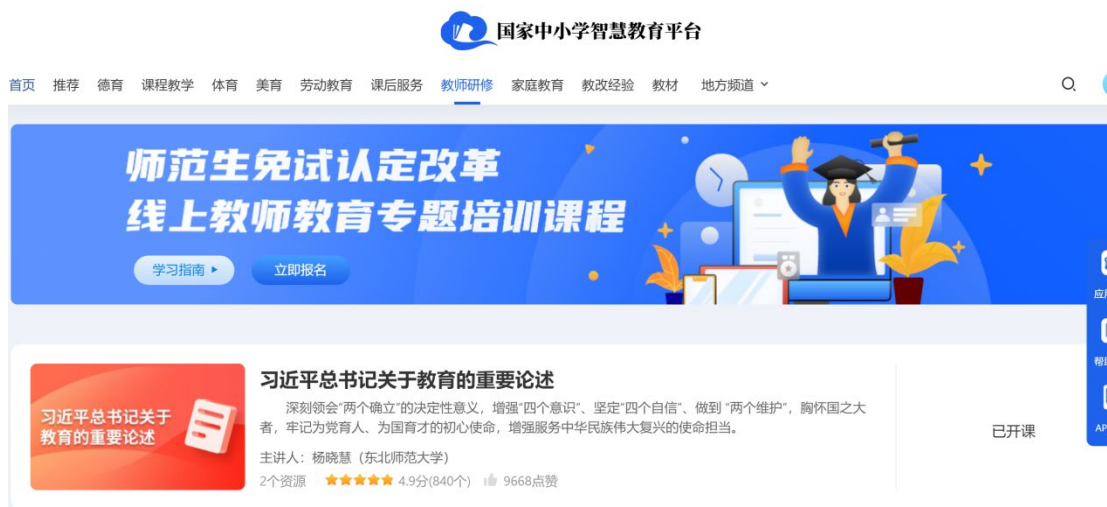 国家中小学智慧教育平台
首页 推荐 德育 课程教学 体育 美育 劳动教育 课后服务 教师研修 家庭教育 教改经验 教材 地方频道
师范生免试认定改革
线上教师教育专题培训课程
学习指南 立即报名
习近平总书记关于
教育的重要论述
习近平总书记关于教育的重要论述
深刻领会“两个确立”的决定性意义，增强“四个意识”、坚定“四个自信”、做到 “两个维护”，胸怀国之大
者，牢记为党育人、为国育才的初心使命，增强服务中华民族伟大复兴的使命担当。
主讲人：杨晓慧（东北师范大学）
2个资源 4.9分(840个) 9668点赞
已开课